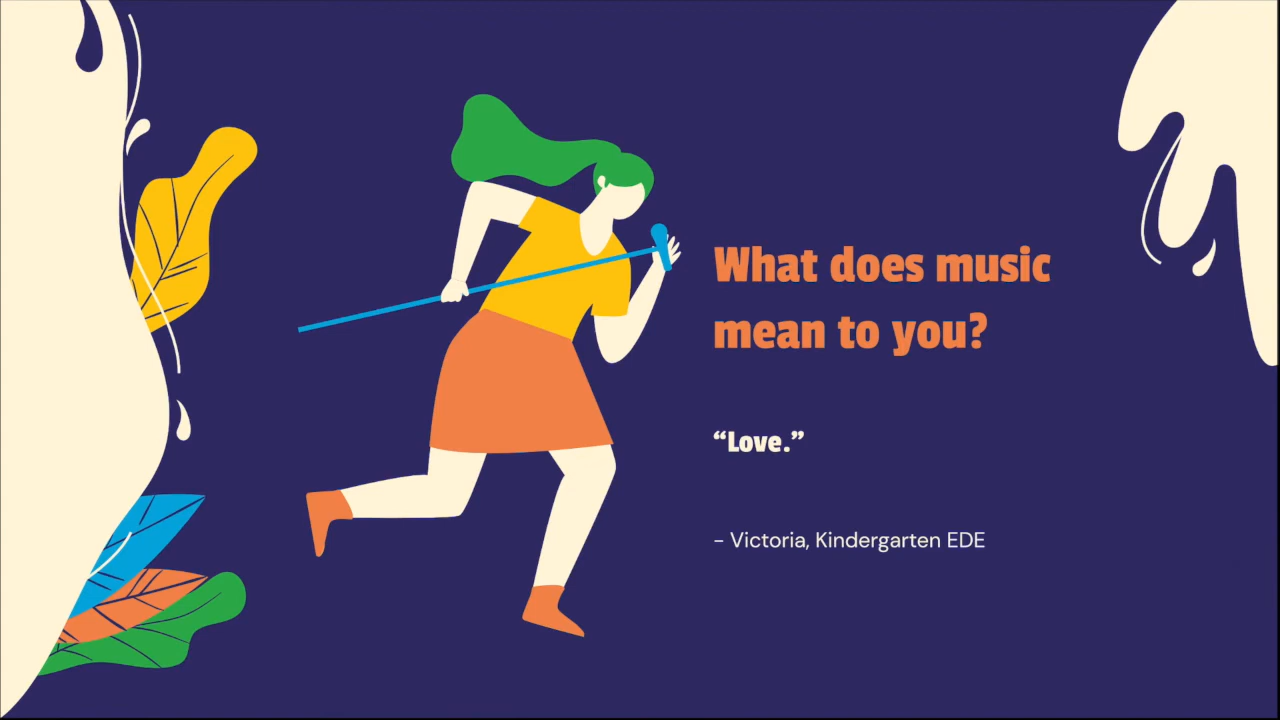 What does music
mean to you?
“Love.”
– Victoria, Kindergarten EDE